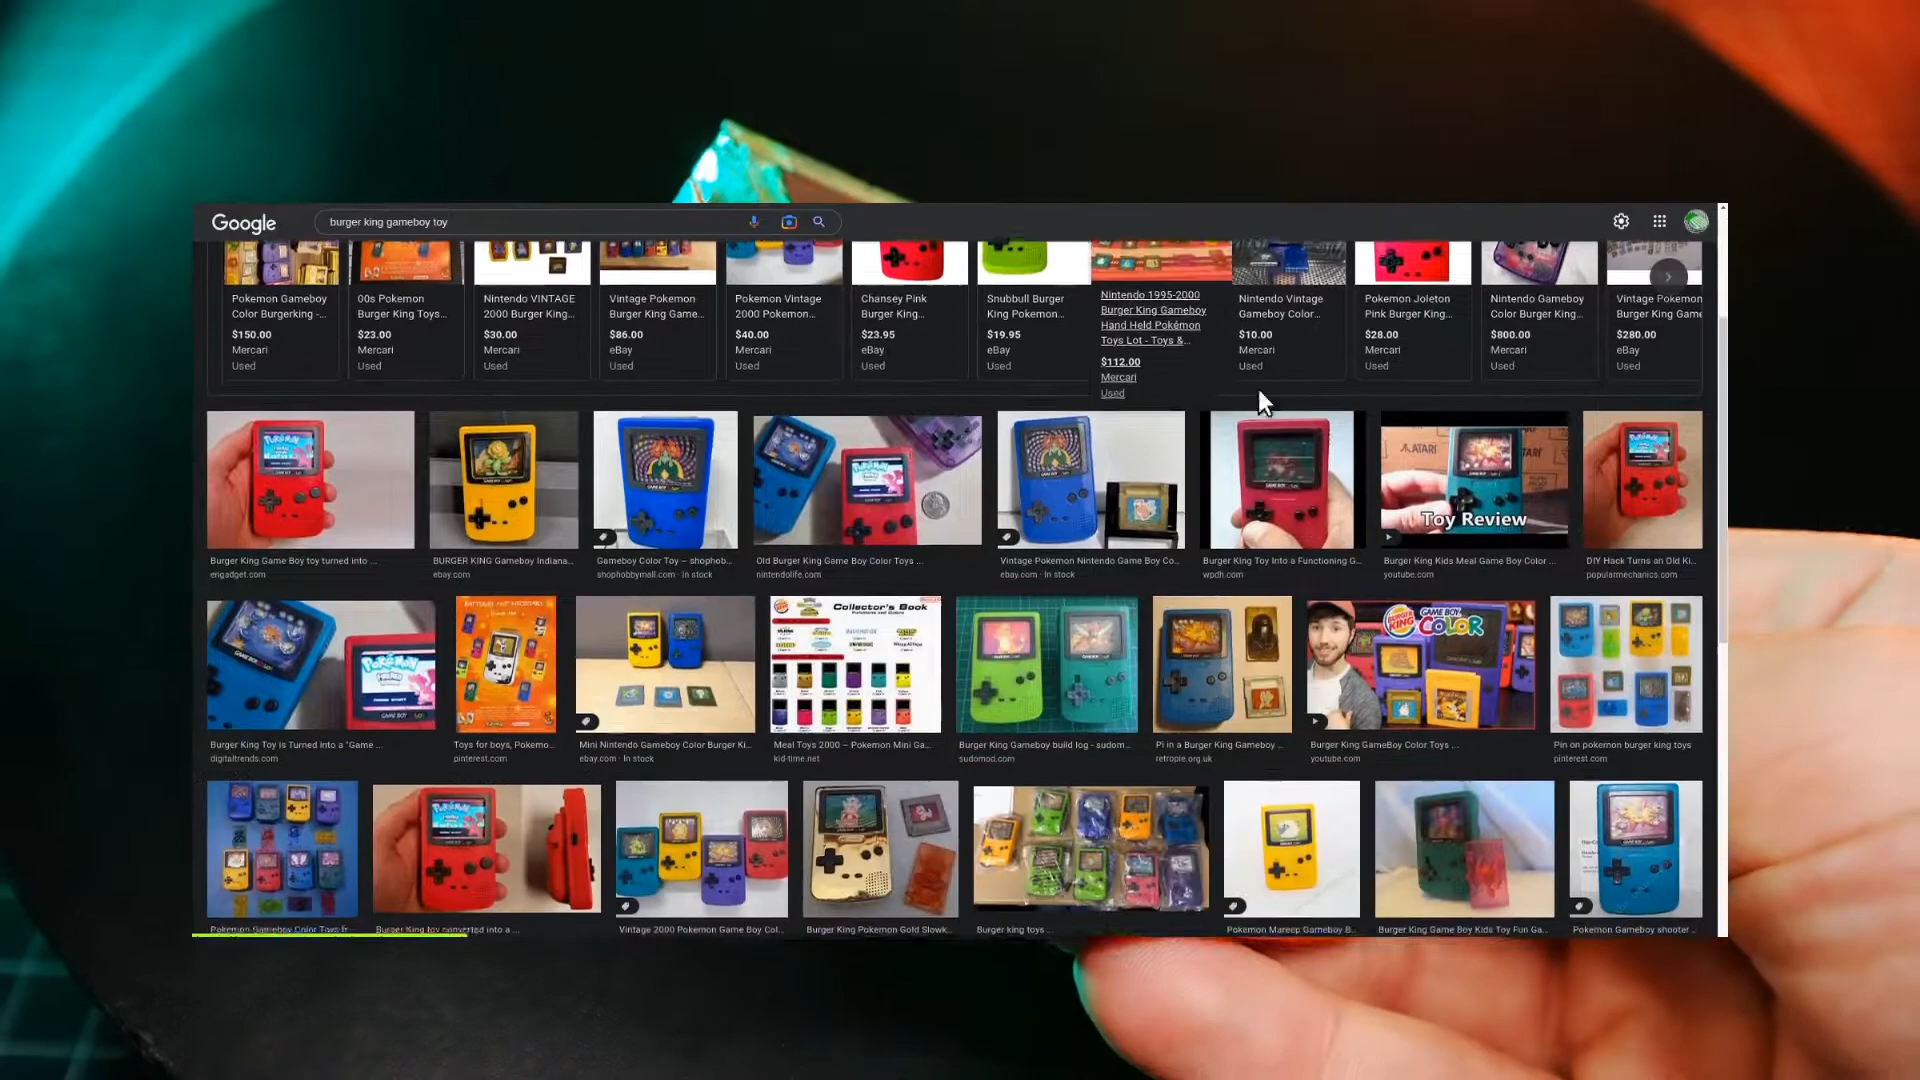 Google
burger king gameboy toy
Pokemon Gameboy
Color Burgerking -...
$150.00
Mercari
Used
00s Pokemon
Burger King Toys...
$23.00
Mercari
Used
Nintendo VINTAGE
2000 Burger King...
$30.00
Mercari
Used
Vintage Pokemon
Burger King Game...
$86.00
eBay
Used
Pokemon Vintage
2000 Pokemon...
$40.00
Mercari
Used
Chansey Pink
Burger King...
$23.95
eBay
Used
Snubbull Burger
King Pokemon...
$19.95
eBay
Used
Nintendo 1995-2000
Burger King Gameboy
Hand Held Pokémon
Toys Lot - Toys &...
$112.00
Mercari
Used
Nintendo Vintage
Gameboy Color...
$10.00
Mercari
Used
Pokemon Joleton
Pink Burger King...
$28.00
Mercari
Used
Nintendo Gameboy
Color Burger King...
$800.00
Mercari
Used
Vintage Pokemon
Burger King Game
$280.00
eBay
Used
ATARI
Toy Review
Burger King Game Boy toy turned into ...
engadget.com
BURGER KING Gameboy Indiana...
ebay.com
Gameboy Color Toy – shophob...
shophobbymall.com · In stock
Old Burger King Game Boy Color Toys ...
nintendolife.com
Vintage Pokemon Nintendo Game Boy Co...
ebay.com · In stock
Burger King Toy Into a Functioning G...
wpdh.com
Burger King Kids Meal Game Boy Color ...
youtube.com
DIY Hack Turns an Old Ki...
popularmechanics.com
Collector's Book
BURGER KING
GAME BOY
COLOR
Burger King Toy is Turned Into a "Game ...
digitaltrends.com
Toys for boys, Pokemo...
pinterest.com
Mini Nintendo Gameboy Color Burger Ki...
ebay.com · In stock
Meal Toys 2000 – Pokemon Mini Ga...
kid-time.net
Burger King Gameboy build log - sudom...
sudomod.com
Pi in a Burger King Gameboy ...
retropie.org.uk
Burger King GameBoy Color Toys ...
youtube.com
Pin on pokemon burger king toys
pinterest.com
Pokemon Gameboy Color Toys fr...
Burger King toy converted into a ...
Vintage 2000 Pokemon Game Boy Col...
Burger King Pokemon Gold Slowk...
Burger king toys ...
Pokemon Mareep Gameboy B...
Burger King Game Boy Kids Toy Fun Ga...
Pokemon Gameboy shooter ...